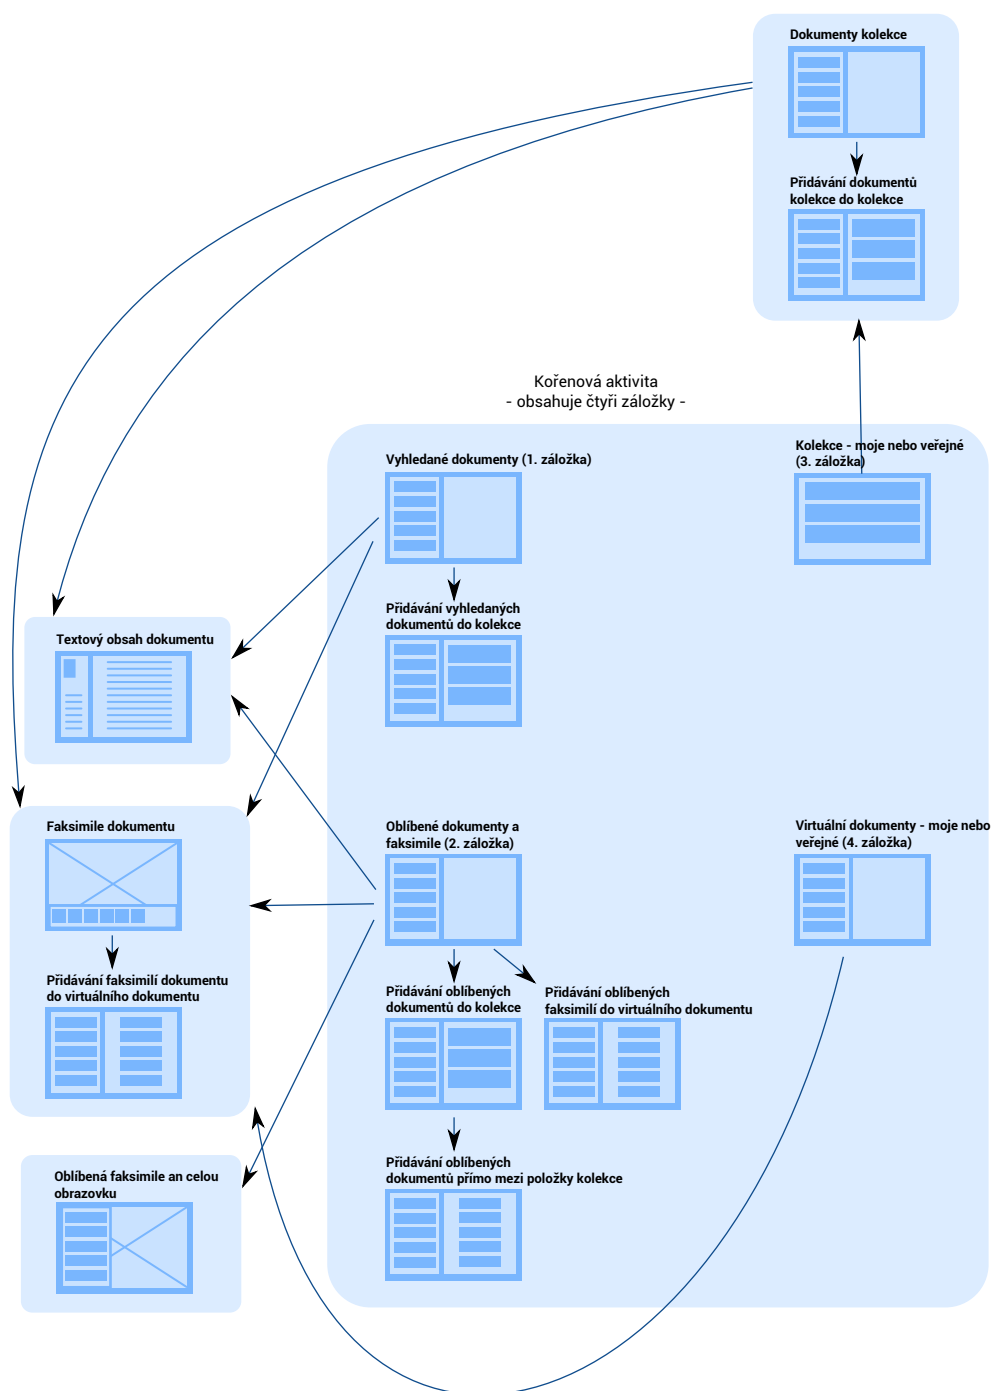 Dokumenty kolekce
Přidávání dokumentů
kolekce do kolekce
Kořenová aktivita
- obsahuje čtyři záložky -
Vyhledané dokumenty (1. záložka)
Kolekce - moje nebo veřejné
(3. záložka)
Přidávání vyhledaných
dokumentů do kolekce
Textový obsah dokumentu
Faksimile dokumentu
Oblíbené dokumenty a
faksimile (2. záložka)
Virtuální dokumenty - moje nebo
veřejné (4. záložka)
Přidávání faksimilí dokumentu
do virtuálního dokumentu
Přidávání oblíbených
dokumentů do kolekce
Přidávání oblíbených
faksimilí do virtuálního dokumentu
Přidávání oblíbených
dokumentů přímo mezi položky kolekce
Oblíbená faksimile an celou
obrazovku